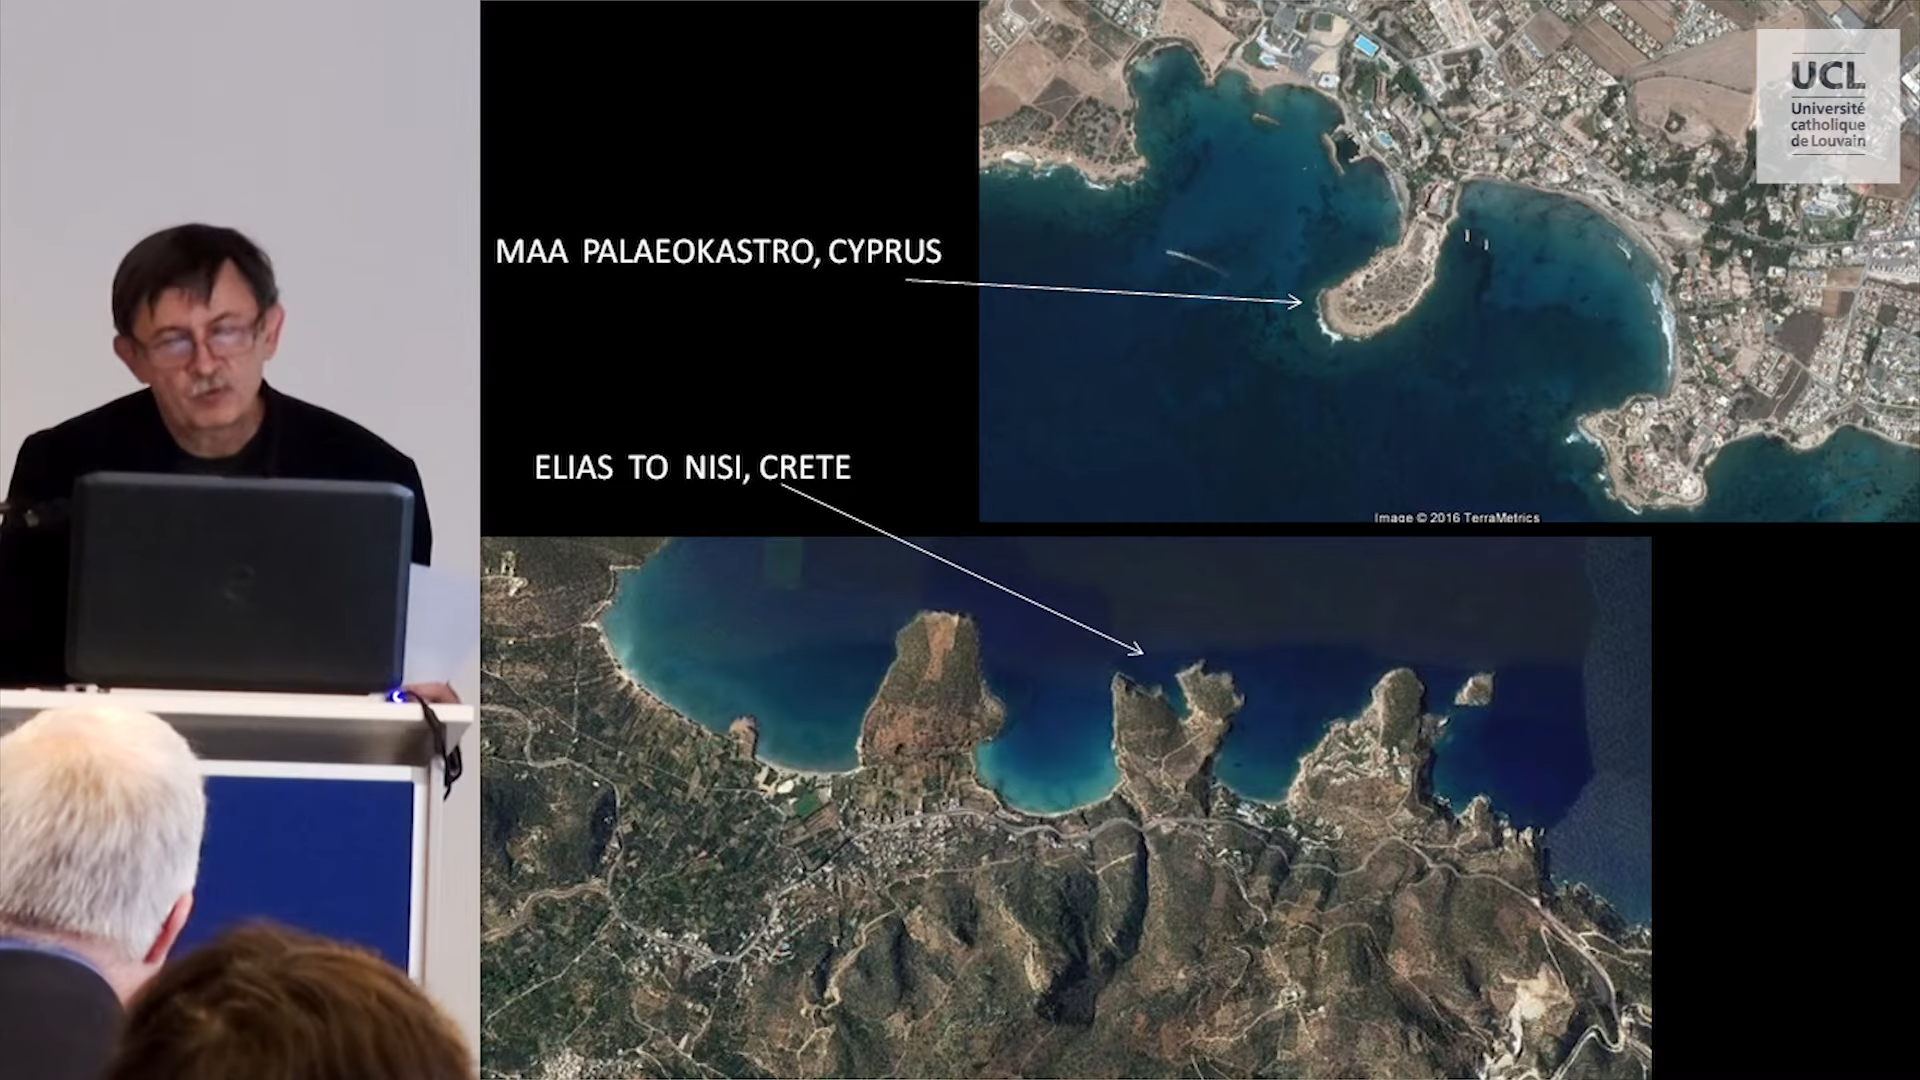 MAA PALAEOKASTRO, CYPRUS
ELIAS TO NISI, CRETE
Image © 2016 TerraMetrics
UCL
Université
catholique
de Louvain